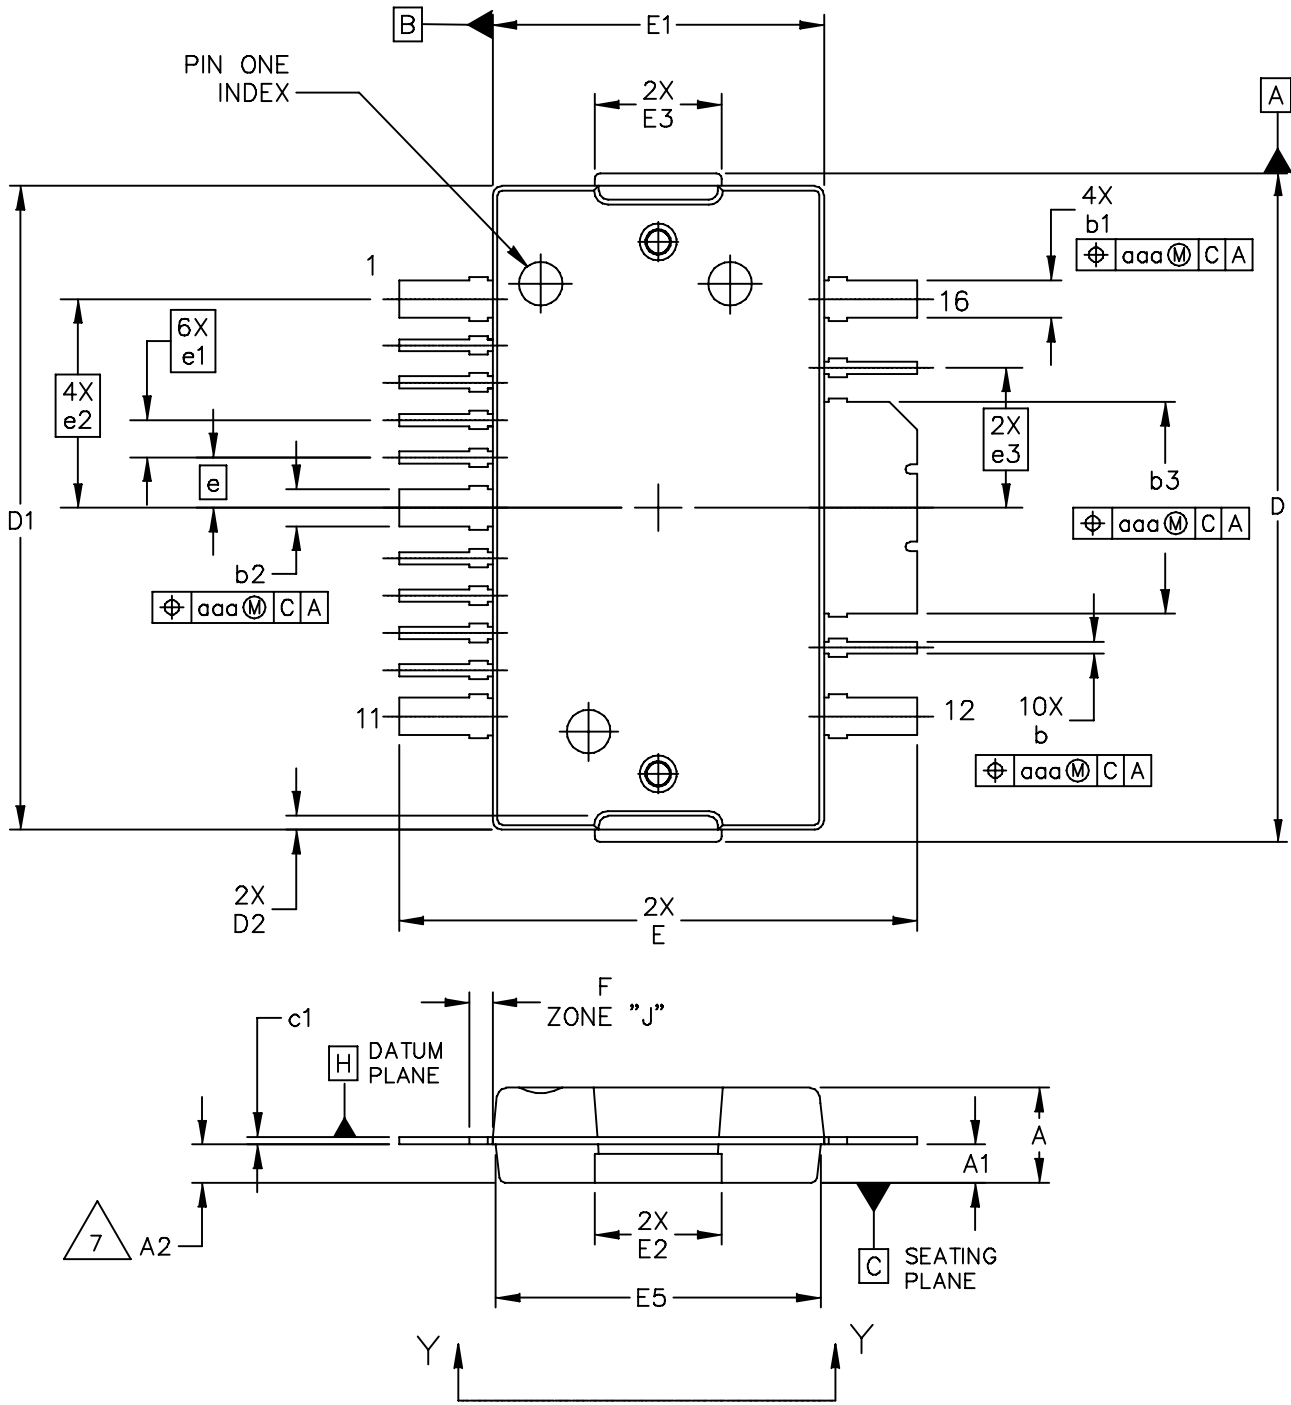 B
E1
PIN ONE
INDEX
2X
E3
A
4X
b1
⌖ aaa Ⓜ C A
1
16
6X
e1
4X
e2
2X
e3
e
b3
D1
D
⌖ aaa Ⓜ C A
b2
⌖ aaa Ⓜ C A
11
12
10X
b
⌖ aaa Ⓜ C A
2X
D2
2X
E
F
ZONE "J"
c1
H
DATUM
PLANE
A
A1
7
A2
2X
E2
C
SEATING
PLANE
E5
Y
Y